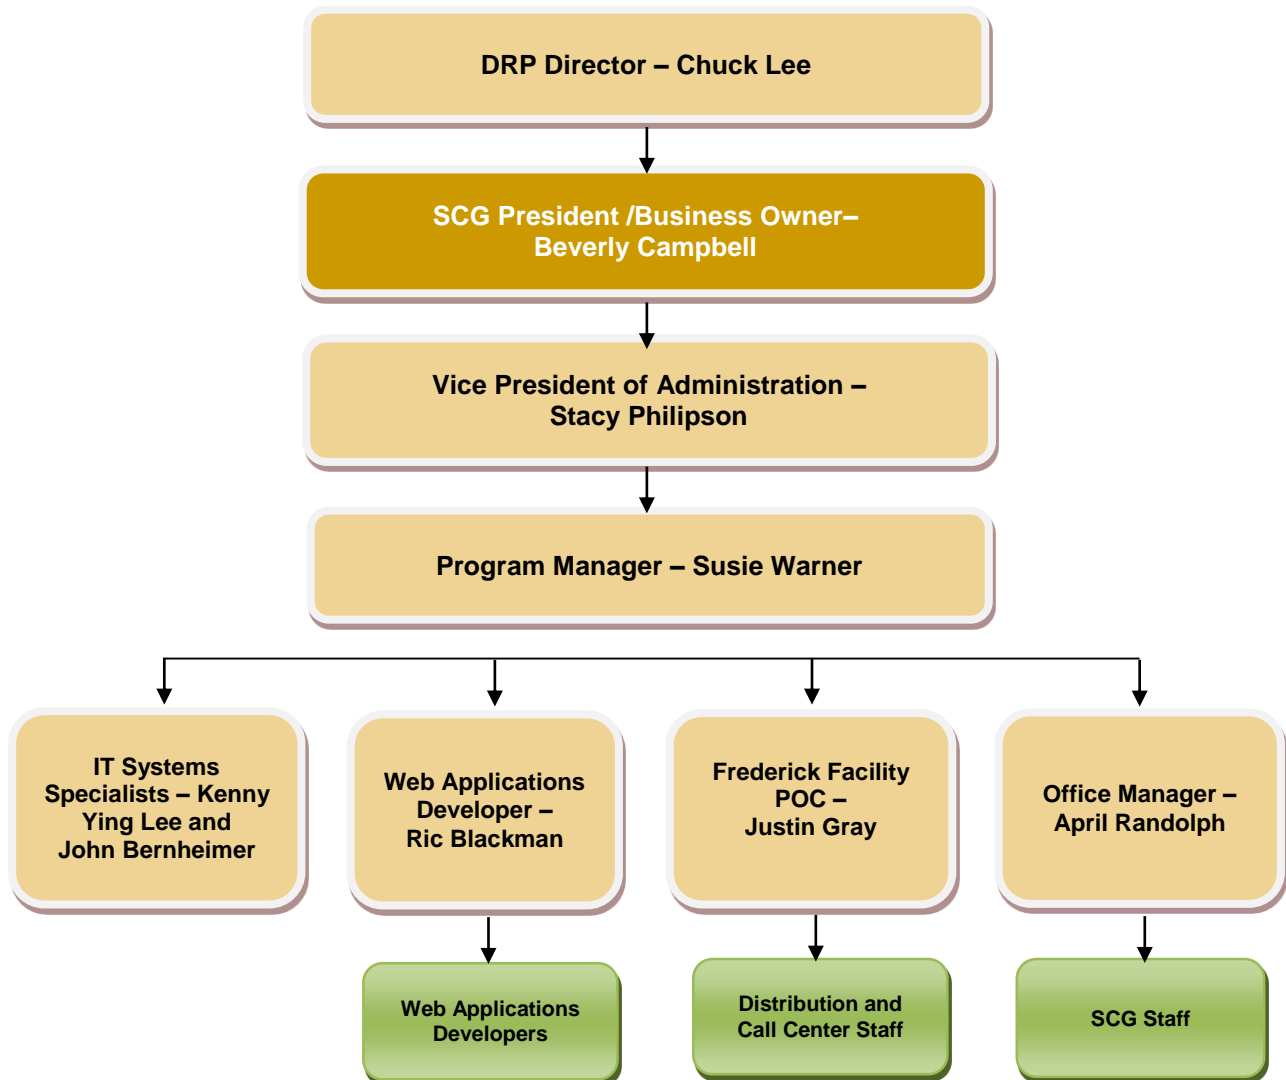 DRP Director – Chuck Lee
SCG President /Business Owner–
Beverly Campbell
Vice President of Administration –
Stacy Philipson
Program Manager – Susie Warner
IT Systems
Specialists – Kenny
Ying Lee and
John Bernheimer
Web Applications
Developer –
Ric Blackman
Frederick Facility
POC –
Justin Gray
Office Manager –
April Randolph
Web Applications
Developers
Distribution and
Call Center Staff
SCG Staff